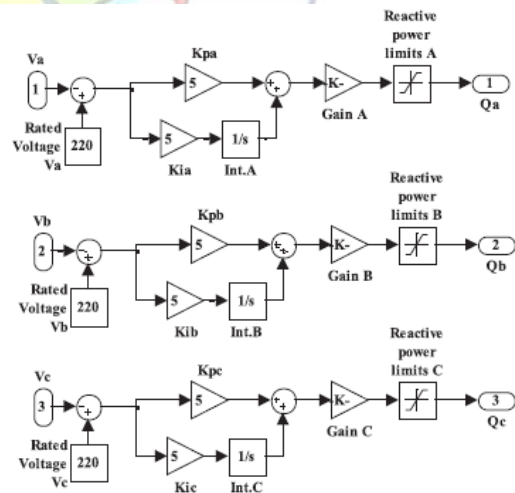 Reactive
power
limits A
Va
1
Kpa
5
K-
Gain A
1
Qa
Rated
Voltage
Va
220
5
Kia
1/s
Int.A
Reactive
power
limits B
Vb
2
Kpb
5
K-
Gain B
2
Qb
Rated
Voltage
Vb
220
5
Kib
1/s
Int.B
Reactive
power
limits C
Vc
3
Kpc
5
K-
Gain C
3
Qc
Rated
Voltage
Vc
220
5
Kic
1/s
Int.C